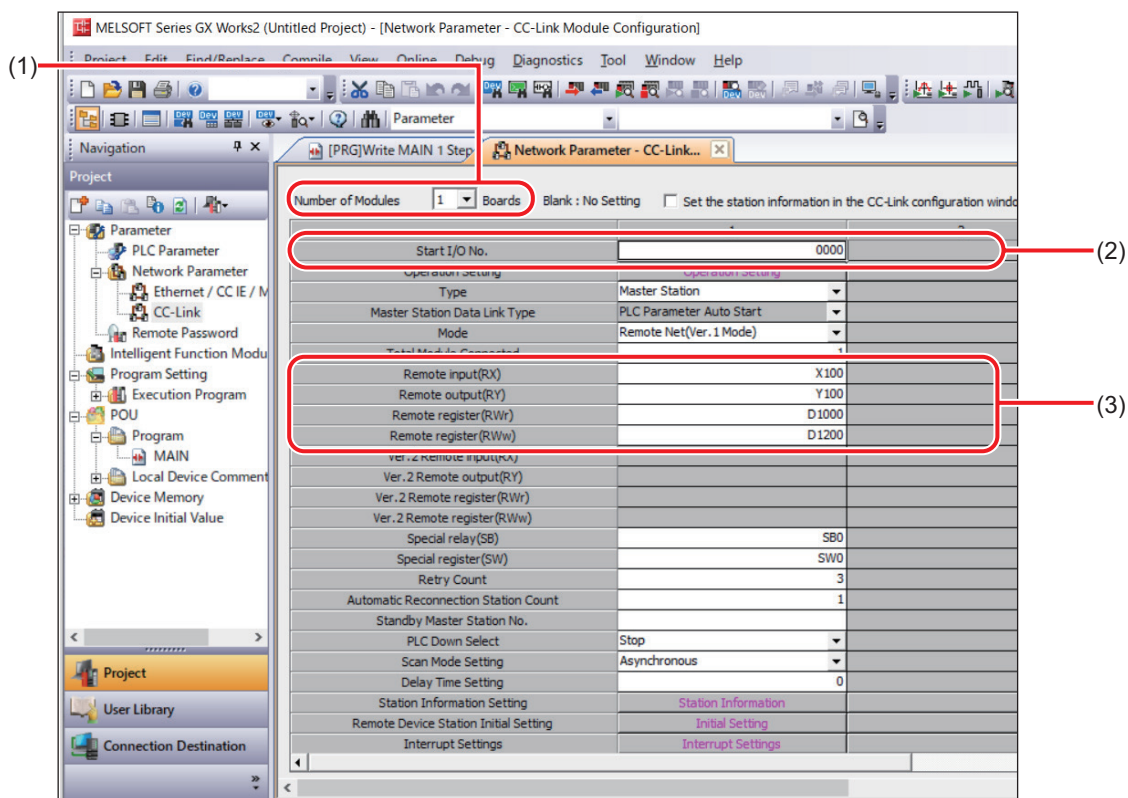 MELSOFT Series GX Works2 (Untitled Project) - [Network Parameter - CC-Link Module Configuration]
Project Edit Find/Replace Compile View Online Debug Diagnostics Tool Window Help
(1)
Parameter
Navigation
[PRG]Write MAIN 1 Step
Network Parameter - CC-Link...
Project
Number of Modules 1 Boards Blank : No Setting Set the station information in the CC-Link configuration windo
Parameter
PLC Parameter
Network Parameter
Ethernet / CC IE / M
CC-Link
Remote Password
Intelligent Function Modu
Program Setting
Execution Program
POU
Program
MAIN
Local Device Comment
Device Memory
Device Initial Value
Start I/O No. 0000
(2)
Operation Setting Operation Setting
Type Master Station
Master Station Data Link Type PLC Parameter Auto Start
Mode Remote Net(Ver.1 Mode)
Total Module Connected 1
Remote input(RX) X100
Remote output(RY) Y100
(3)
Remote register(RWr) D1000
Remote register(RWw) D1200
Ver.2 Remote input(RX)
Ver.2 Remote output(RY)
Ver.2 Remote register(RWr)
Ver.2 Remote register(RWw)
Special relay(SB) SB0
Special register(SW) SW0
Retry Count 3
Automatic Reconnection Station Count 1
Standby Master Station No.
PLC Down Select Stop
Scan Mode Setting Asynchronous
Delay Time Setting 0
Station Information Setting Station Information
Remote Device Station Initial Setting Initial Setting
Interrupt Settings Interrupt Settings
Project
User Library
Connection Destination